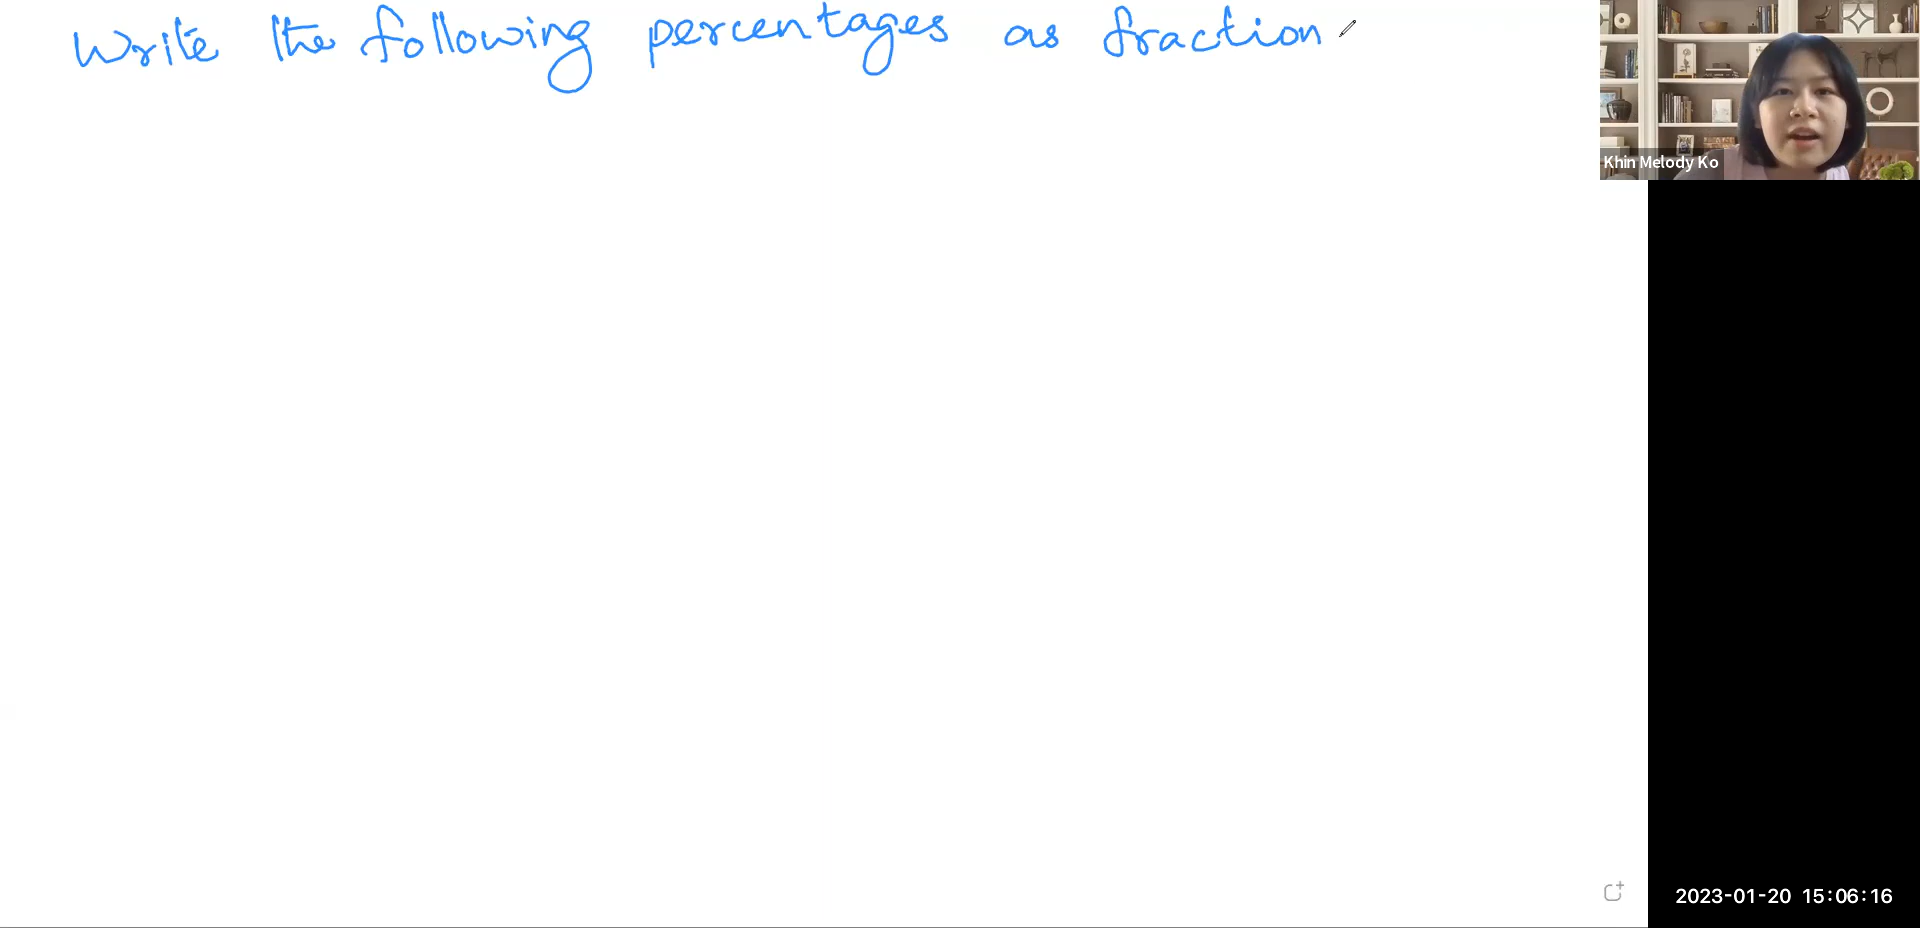 Write the following percentages as fraction
Khin Melody Ko
2023-01-20 15:06:16